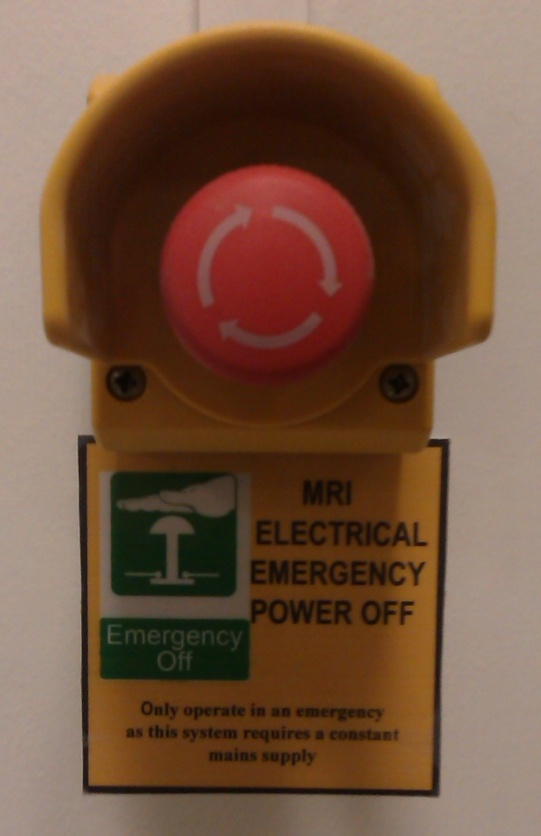 MRI
ELECTRICAL
EMERGENCY
POWER OFF
Emergency
Off
Only operate in an emergency
as this system requires a constant
mains supply